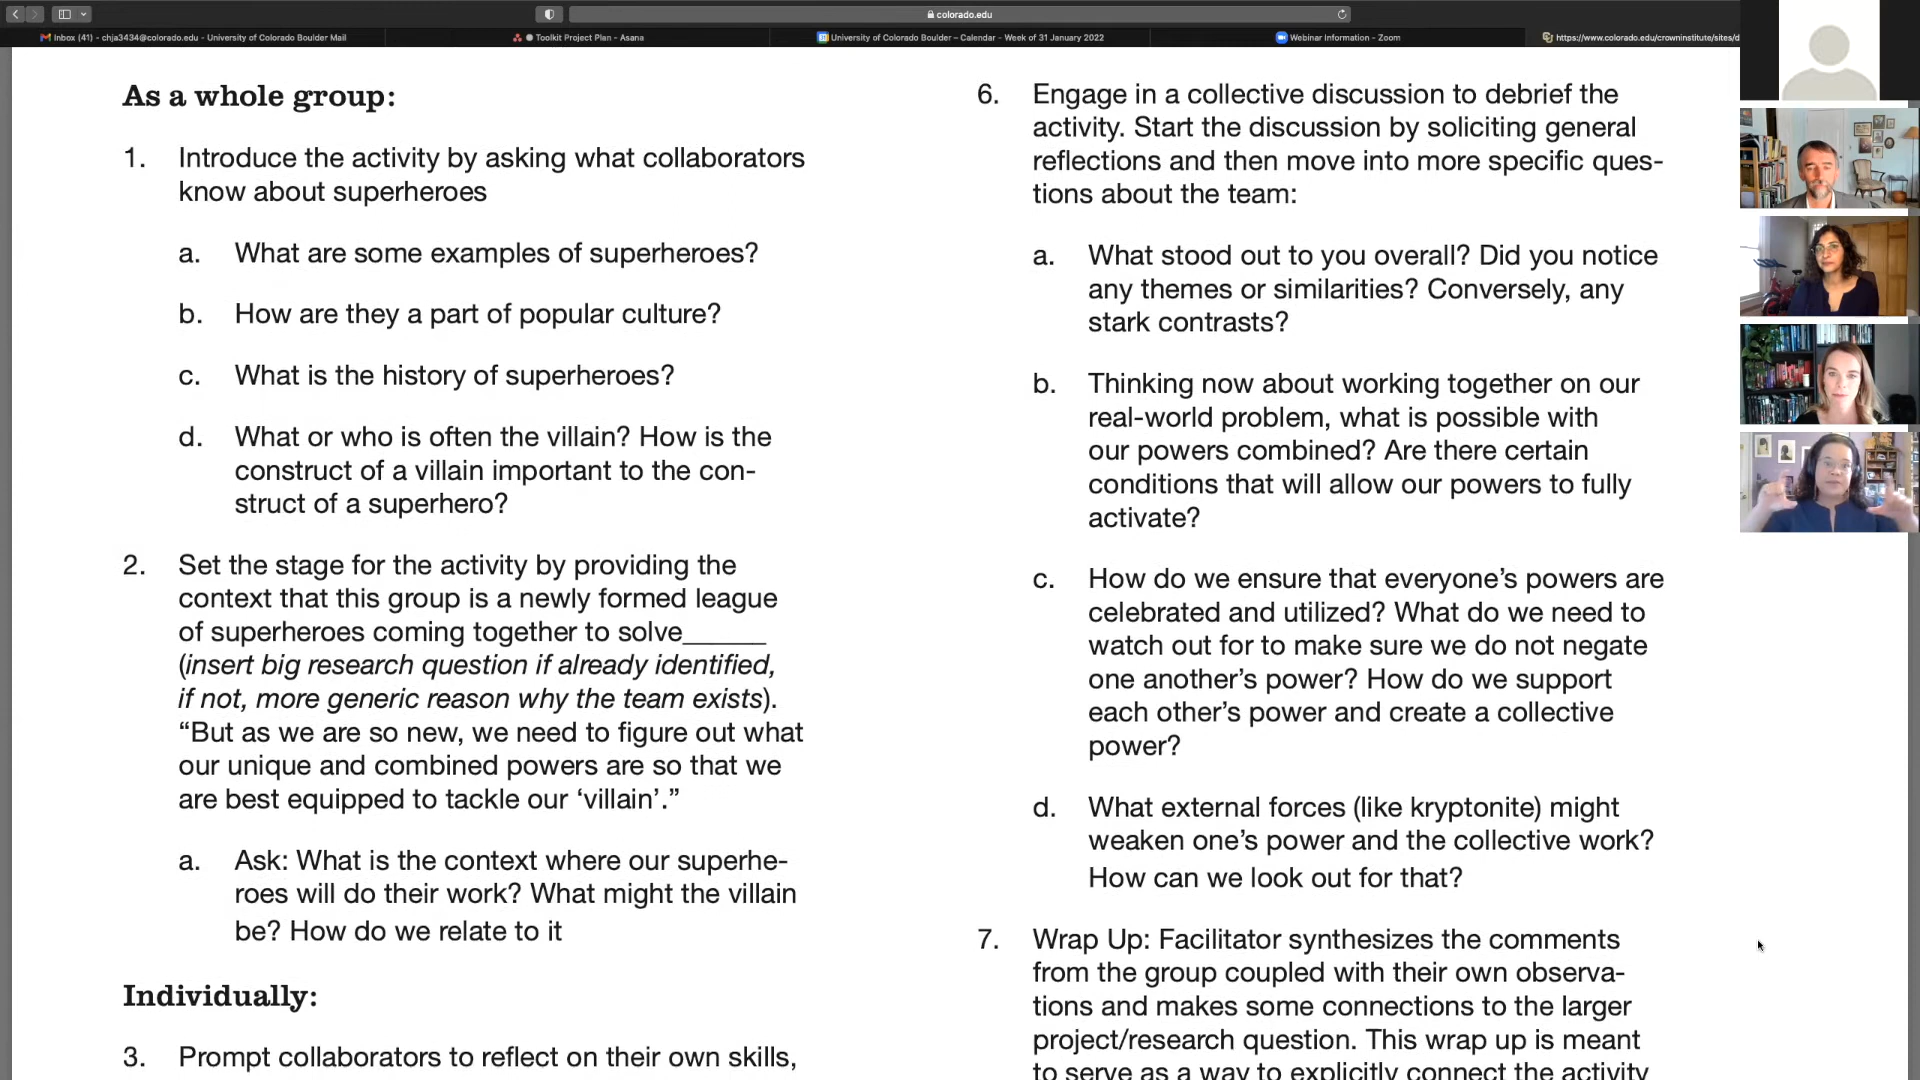 colorado.edu
Inbox (41) - chja3434@colorado.edu - University of Colorado Boulder Mail
Toolkit Project Plan - Asana
University of Colorado Boulder – Calendar - Week of 31 January 2022
Webinar Information - Zoom
https://www.colorado.edu/crowninstitute/sites/d
As a whole group:
1. Introduce the activity by asking what collaborators
know about superheroes
a. What are some examples of superheroes?
b. How are they a part of popular culture?
c. What is the history of superheroes?
d. What or who is often the villain? How is the
construct of a villain important to the con-
struct of a superhero?
2. Set the stage for the activity by providing the
context that this group is a newly formed league
of superheroes coming together to solve______
(insert big research question if already identified,
if not, more generic reason why the team exists).
“But as we are so new, we need to figure out what
our unique and combined powers are so that we
are best equipped to tackle our ‘villain’.”
a. Ask: What is the context where our superhe-
roes will do their work? What might the villain
be? How do we relate to it
Individually:
3. Prompt collaborators to reflect on their own skills,
6. Engage in a collective discussion to debrief the
activity. Start the discussion by soliciting general
reflections and then move into more specific ques-
tions about the team:
a. What stood out to you overall? Did you notice
any themes or similarities? Conversely, any
stark contrasts?
b. Thinking now about working together on our
real-world problem, what is possible with
our powers combined? Are there certain
conditions that will allow our powers to fully
activate?
c. How do we ensure that everyone’s powers are
celebrated and utilized? What do we need to
watch out for to make sure we do not negate
one another’s power? How do we support
each other’s power and create a collective
power?
d. What external forces (like kryptonite) might
weaken one’s power and the collective work?
How can we look out for that?
7. Wrap Up: Facilitator synthesizes the comments
from the group coupled with their own observa-
tions and makes some connections to the larger
project/research question. This wrap up is meant
to serve as a way to explicitly connect the activity